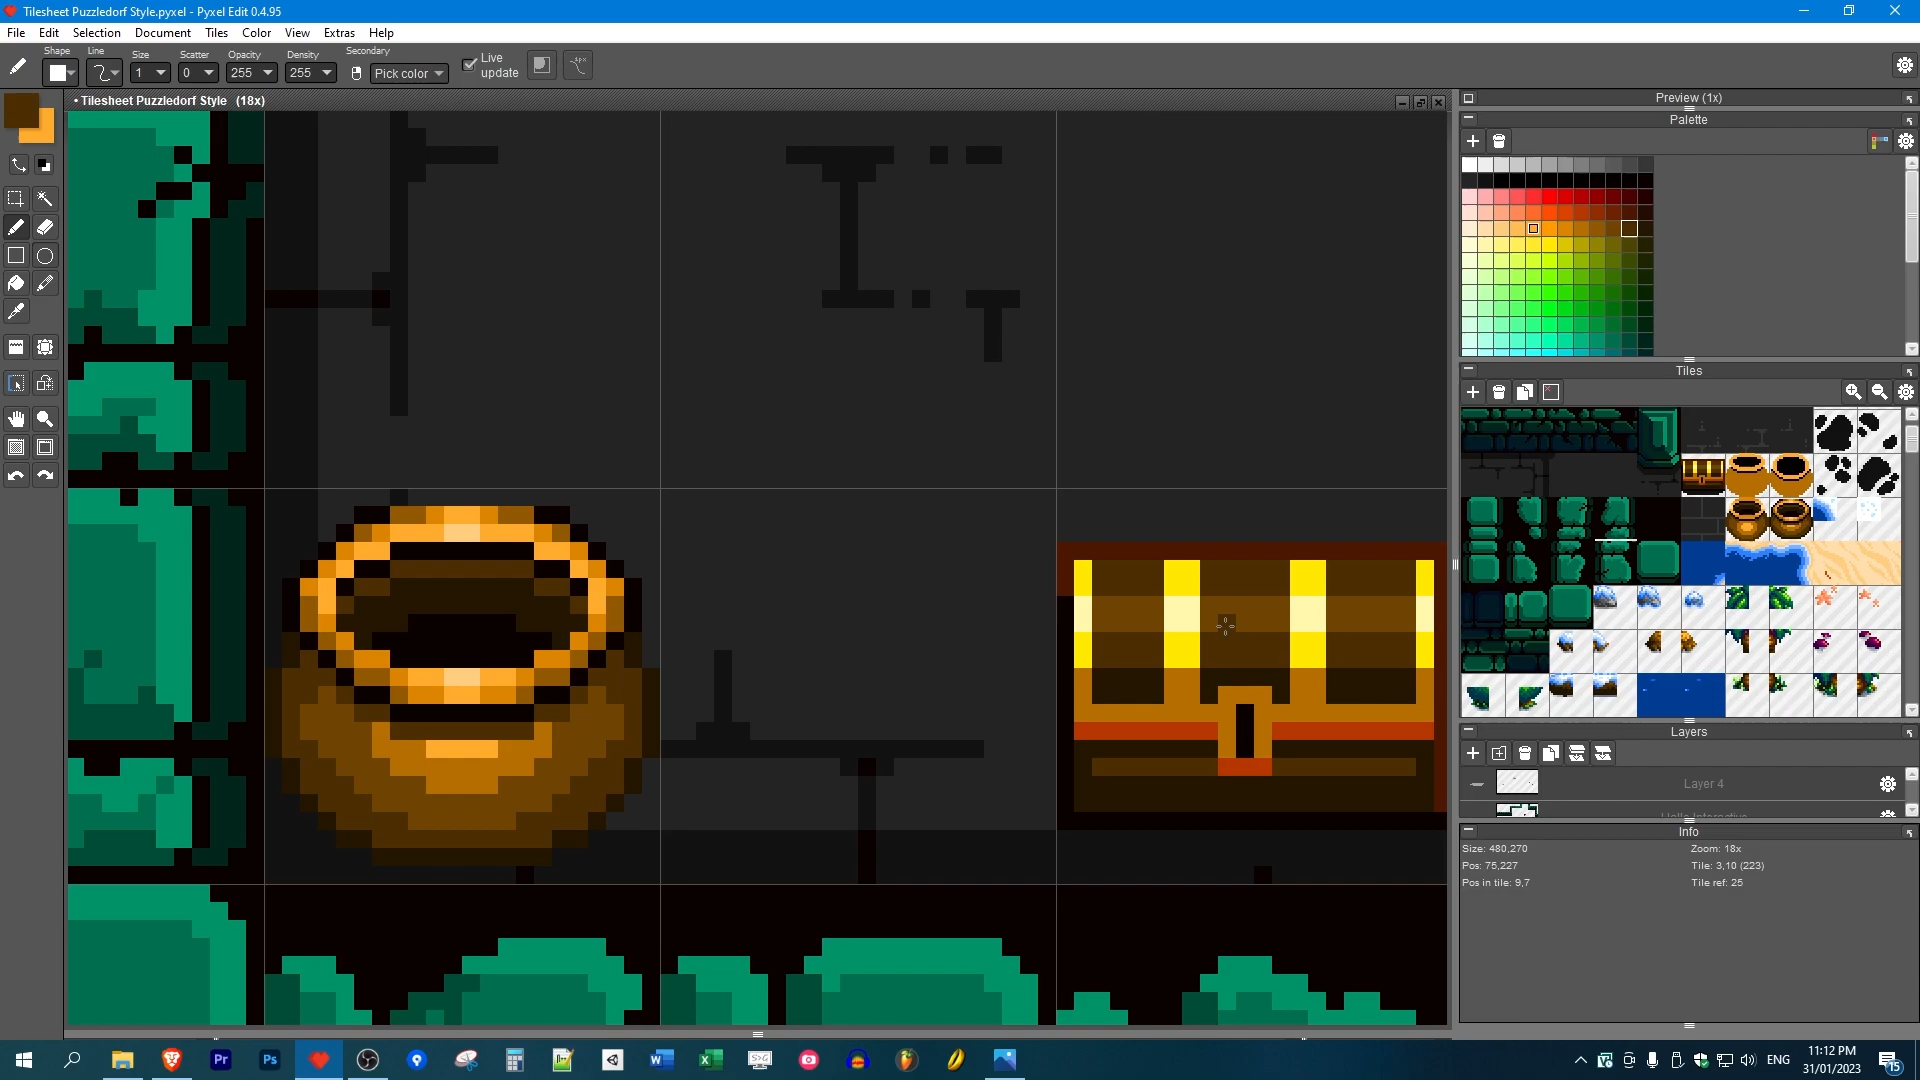 Tilesheet Puzzledorf Style.pyxel - Pyxel Edit 0.4.95
File Edit Selection Document Tiles Color View Extras Help
Shape Line Size Scatter Opacity Density Secondary
1 0 255 255 Pick color Live update
• Tilesheet Puzzledorf Style (18x)
Preview (1x)
Palette
Tiles
Layers
Layer 4
Info
Size: 480,270 Zoom: 18x
Pos: 75,227 Tile: 3,10 (223)
Pos in tile: 9,7 Tile ref: 25
Pr Ps
ENG 11:12 PM
31/01/2023
15